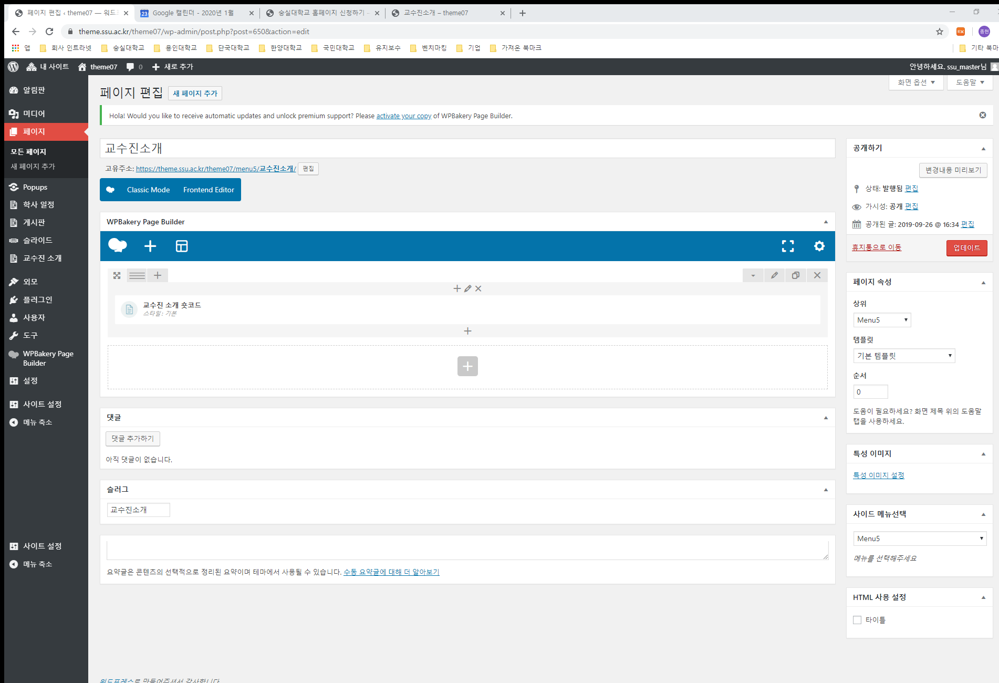 페이지 편집 ‹ theme07 — 워드프
Google 캘린더 - 2020년 1월
숭실대학교 홈페이지 신청하기 -
교수진소개 – theme07
theme.ssu.ac.kr/theme07/wp-admin/post.php?post=650&action=edit
종현
앱 회사 인트라넷 숭실대학교 용인대학교 단국대학교 한양대학교 국민대학교 유지보수 벤치마킹 기업 가져온 북마크 기타 북마
내 사이트 theme07 0 새로 추가 안녕하세요. ssu_master님
알림판
미디어
페이지
모든 페이지
새 페이지 추가
Popups
학사 일정
게시판
슬라이드
교수진 소개
외모
플러그인
사용자
도구
WPBakery Page
Builder
설정
사이트 설정
메뉴 축소
사이트 설정
메뉴 축소
화면 옵션 도움말
페이지 편집 새 페이지 추가
Hola! Would you like to receive automatic updates and unlock premium support? Please activate your copy of WPBakery Page Builder.
교수진소개
고유주소: https://theme.ssu.ac.kr/theme07/menu5/교수진소개/ 편집
Classic Mode Frontend Editor
WPBakery Page Builder
교수진 소개 숏코드
스타일: 기본
댓글
댓글 추가하기
아직 댓글이 없습니다.
슬러그
교수진소개
요약글은 콘텐츠의 선택적으로 정리된 요약이며 테마에서 사용될 수 있습니다. 수동 요약글에 대해 더 알아보기
워드프레스로 만들어주셔서 감사합니다.
공개하기
변경내용 미리보기
상태: 발행됨 편집
가시성: 공개 편집
공개된 글: 2019-09-26 @ 16:34 편집
휴지통으로 이동 업데이트
페이지 속성
상위
Menu5
템플릿
기본 템플릿
순서
0
도움이 필요하세요? 화면 제목 위의 도움말
탭을 사용하세요.
특성 이미지
특성 이미지 설정
사이드 메뉴선택
Menu5
메뉴를 선택해주세요
HTML 사용 설정
타이틀